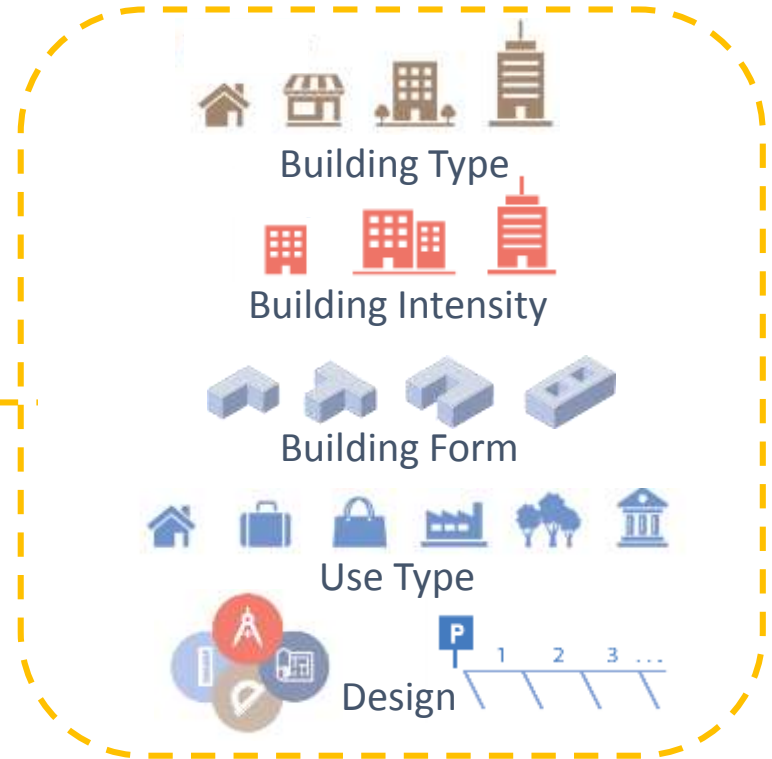 Building Type
Building Intensity
Building Form
Use Type
P
1 2 3 ...
Design